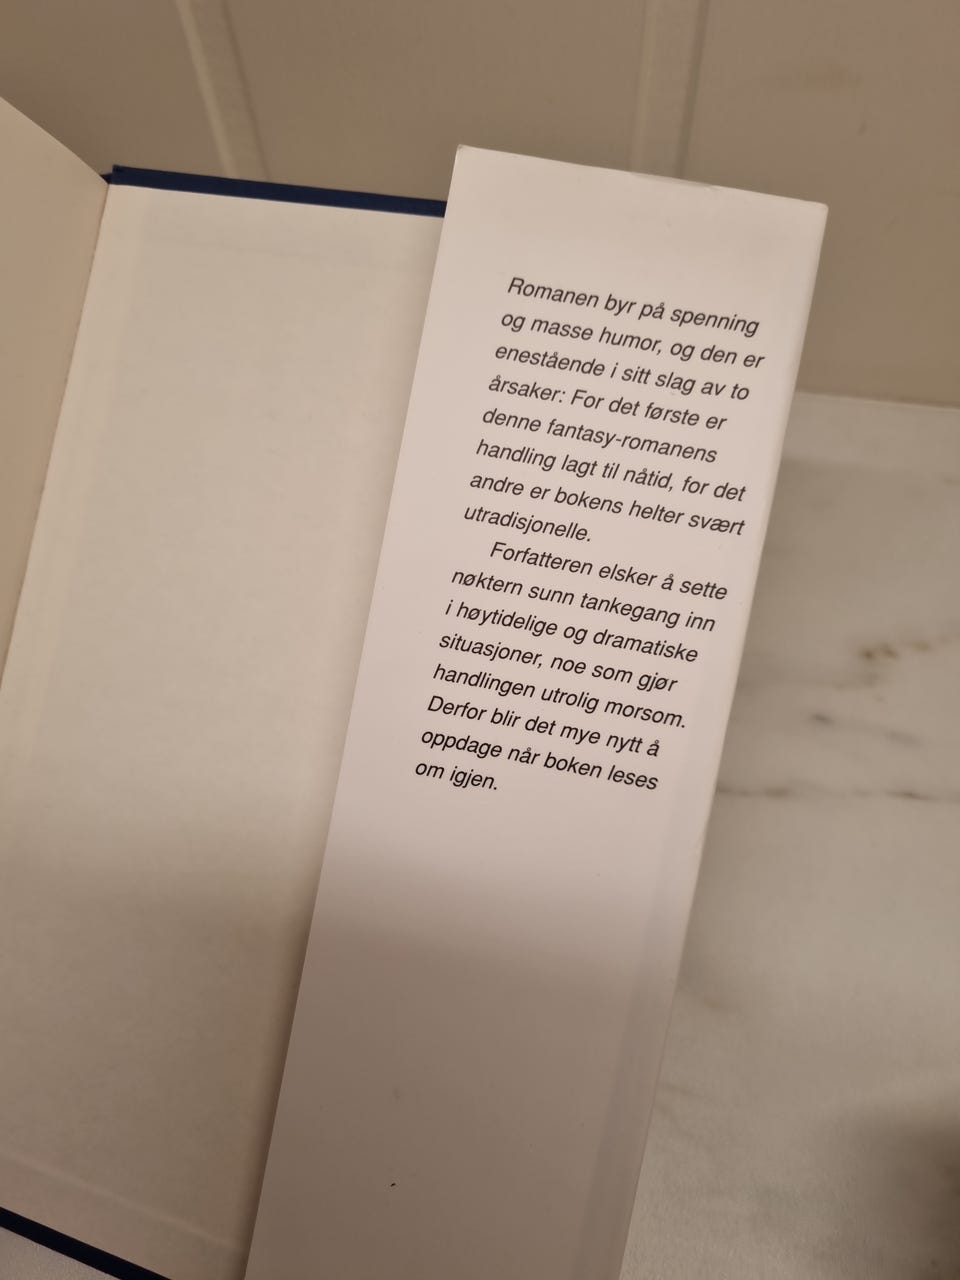 Romanen byr på spenning
og masse humor, og den er
enestående i sitt slag av to
årsaker: For det første er
denne fantasy-romanens
handling lagt til nåtid, for det
andre er bokens helter svært
utradisjonelle.
Forfatteren elsker å sette
nøktern sunn tankegang inn
i høytidelige og dramatiske
situasjoner, noe som gjør
handlingen utrolig morsom.
Derfor blir det mye nytt å
oppdage når boken leses
om igjen.